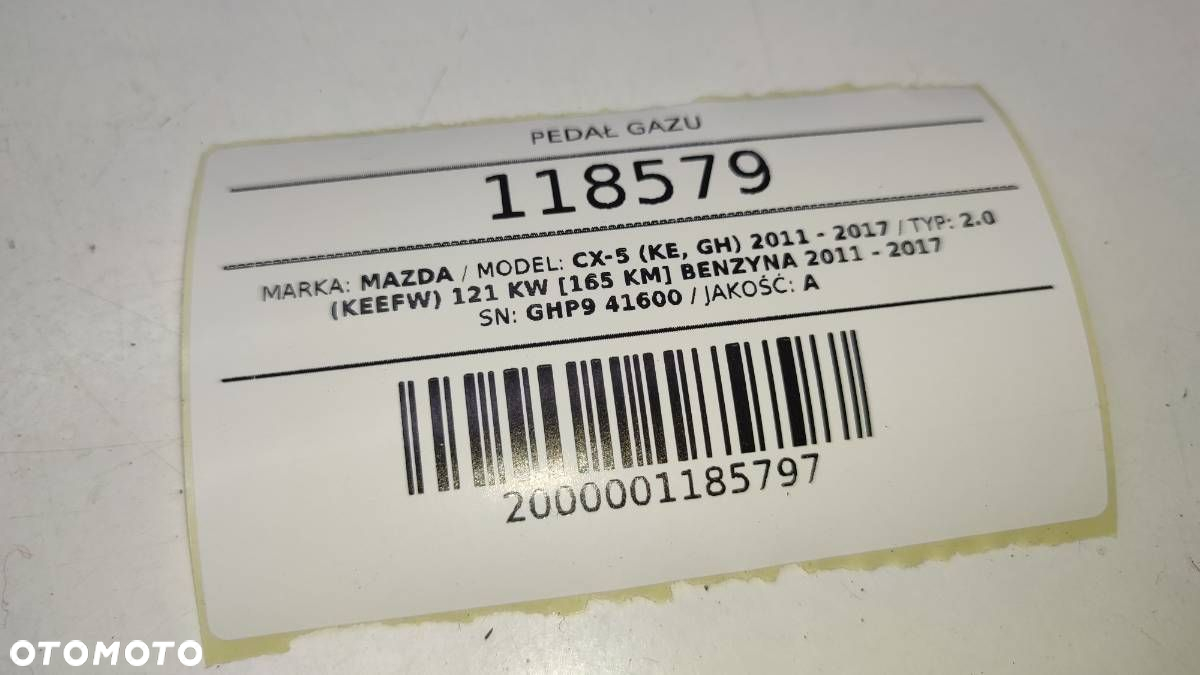 PEDAŁ GAZU
118579
MARKA: MAZDA / MODEL: CX-5 (KE, GH) 2011 - 2017 / TYP: 2.0
(KEEFW) 121 KW [165 KM] BENZYNA 2011 - 2017
SN: GHP9 41600 / JAKOŚĆ: A
2000001185797
OTOMOTO